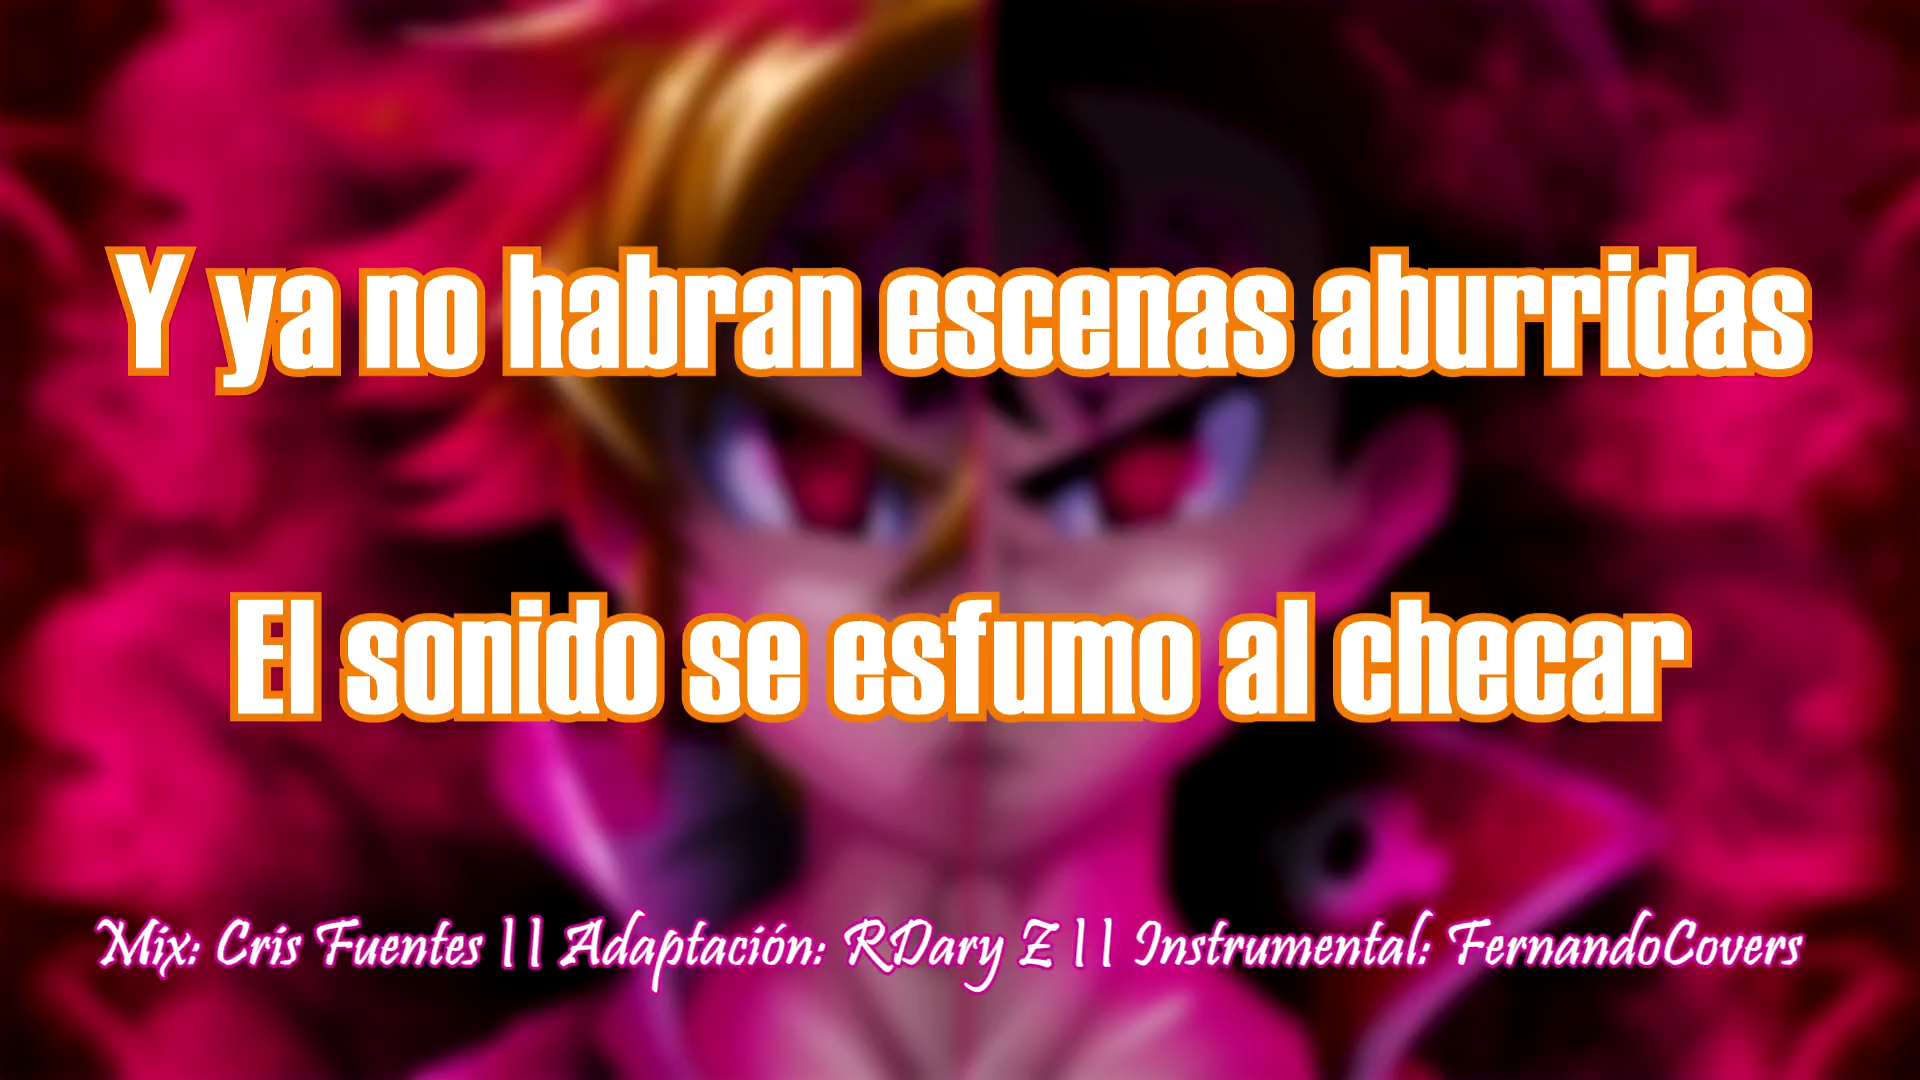 Y ya no habran escenas aburridas
El sonido se esfumo al checar
Mix: Cris Fuentes || Adaptación: RDary Z || Instrumental: FernandoCovers